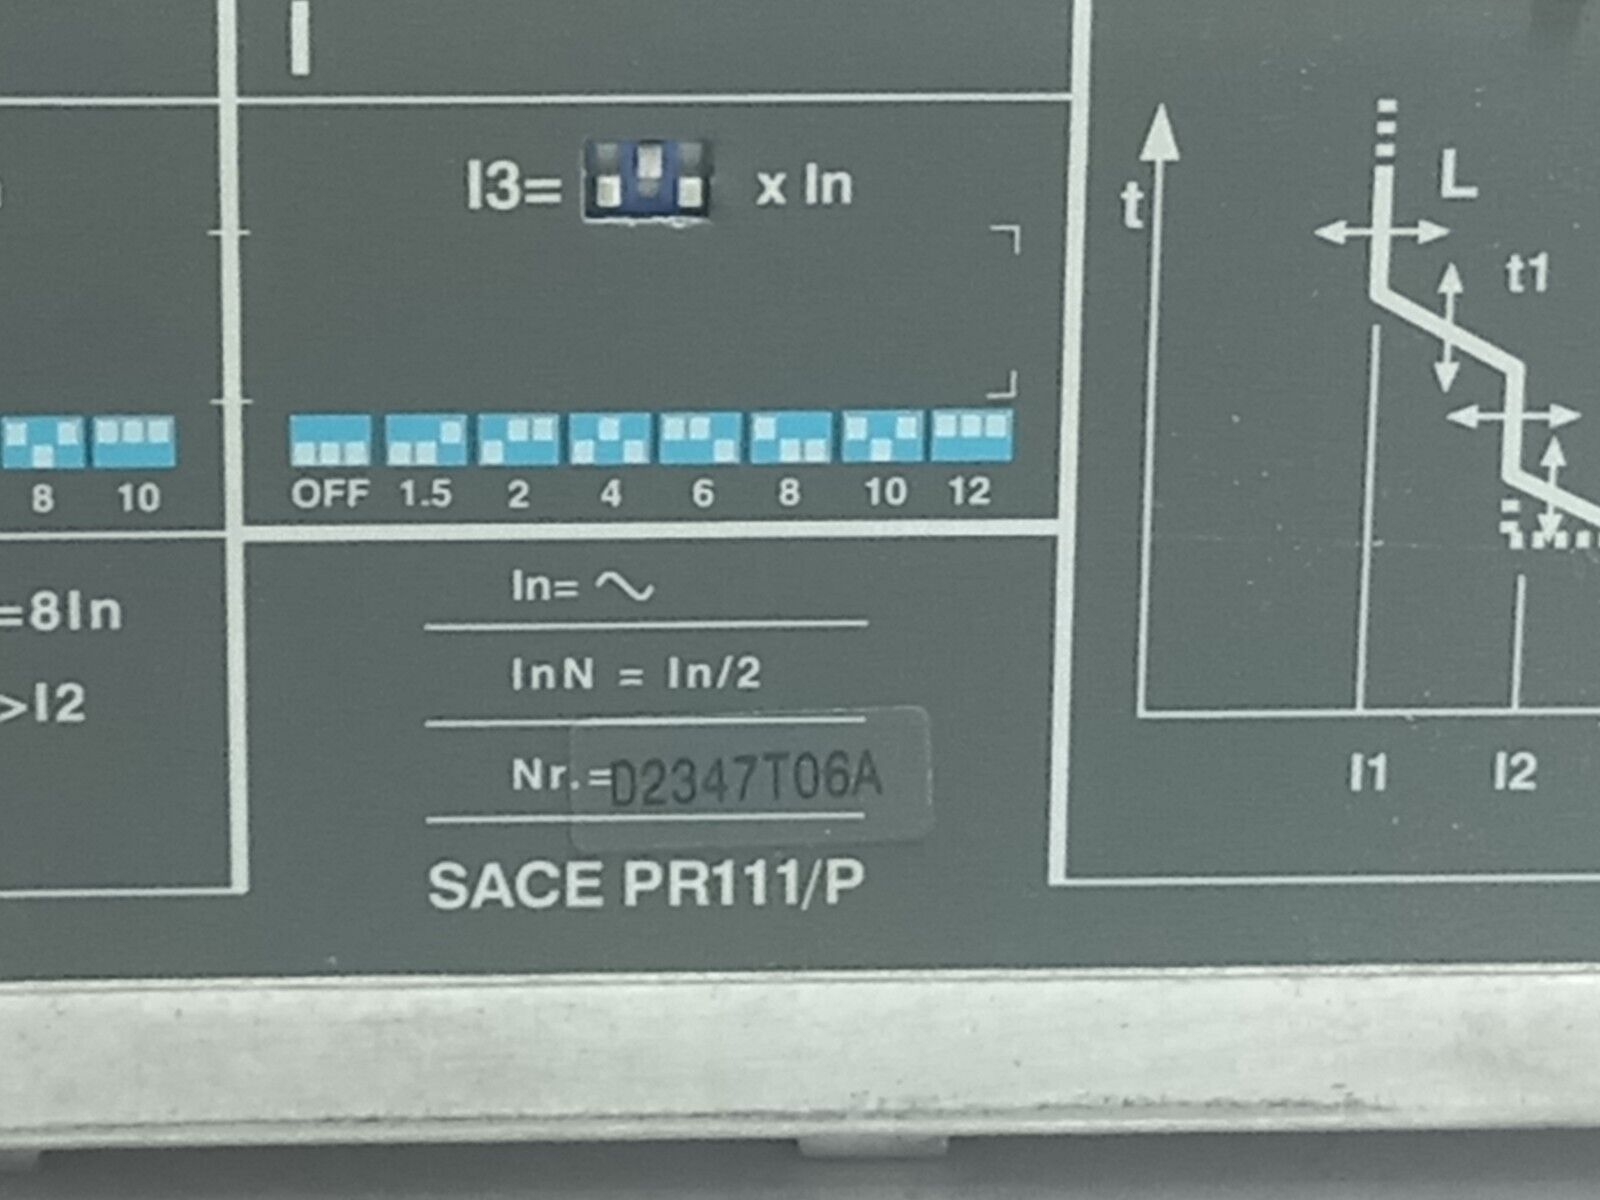 I
I3= x In
8 10
OFF 1.5 2 4 6 8 10 12
=8In
>I2
In= ~
InN = In/2
Nr.=D2347T06A
SACE PR111/P
t
L
t1
I1 I2